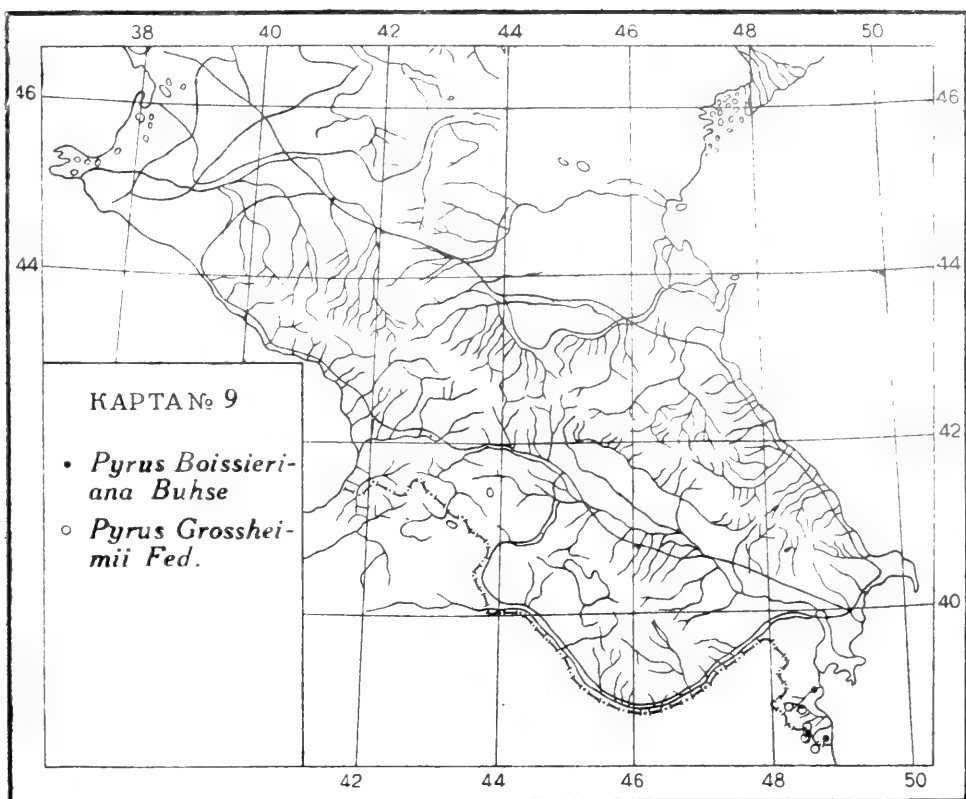 38 40 42 44 46 48 50
46 46
44 44
КАРТА № 9
42
• Pyrus Boissieri-
ana Buhse
○ Pyrus Grosshei-
mii Fed.
40
42 44 46 48 50